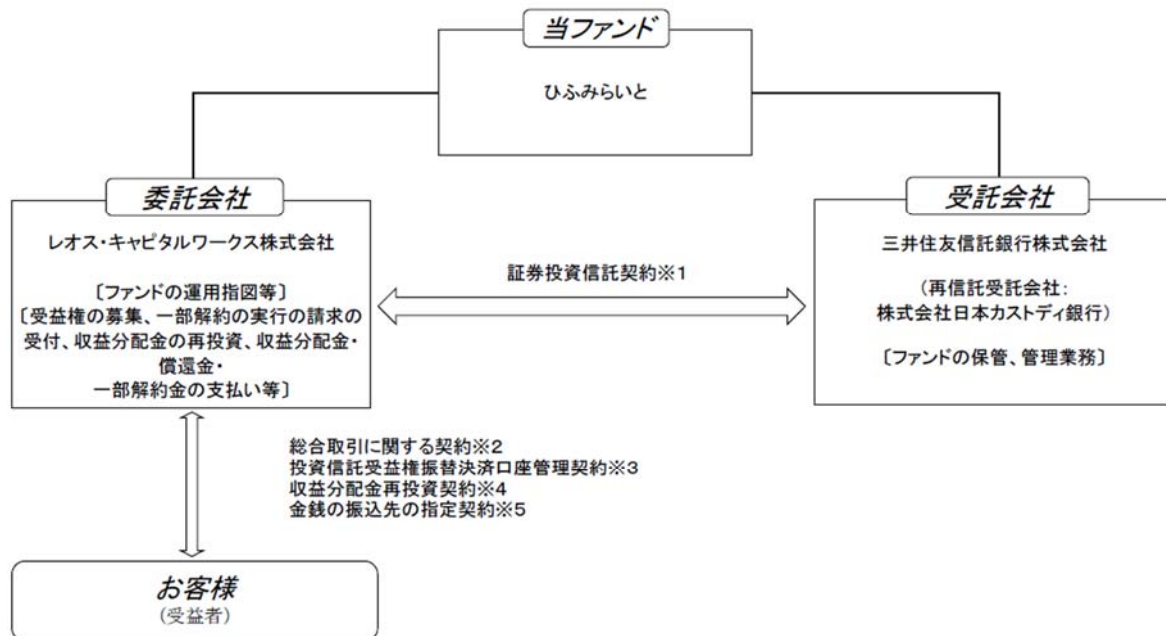 当ファンド
ひふみらいと
委託会社
レオス・キャピタルワークス株式会社
〔ファンドの運用指図等〕
〔受益権の募集、一部解約の実行の請求の
受付、収益分配金の再投資、収益分配金・
償還金・
一部解約金の支払い等〕
証券投資信託契約※1
受託会社
三井住友信託銀行株式会社
(再信託受託会社:
株式会社日本カストディ銀行)
〔ファンドの保管、管理業務〕
総合取引に関する契約※2
投資信託受益権振替決済口座管理契約※3
収益分配金再投資契約※4
金銭の振込先の指定契約※5
お客様
(受益者)